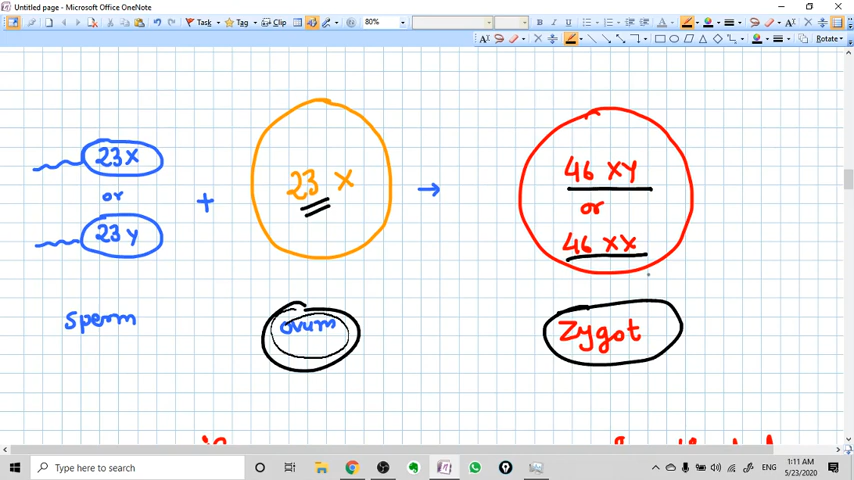 Untitled page - Microsoft Office OneNote
Task Tag Clip 80% B I U A
Rotate
23X
or
23Y
+
23 X
→
46 XY
or
46 XX
sperm
ovum
Zygot
Type here to search
ENG
1:11 AM
5/23/2020